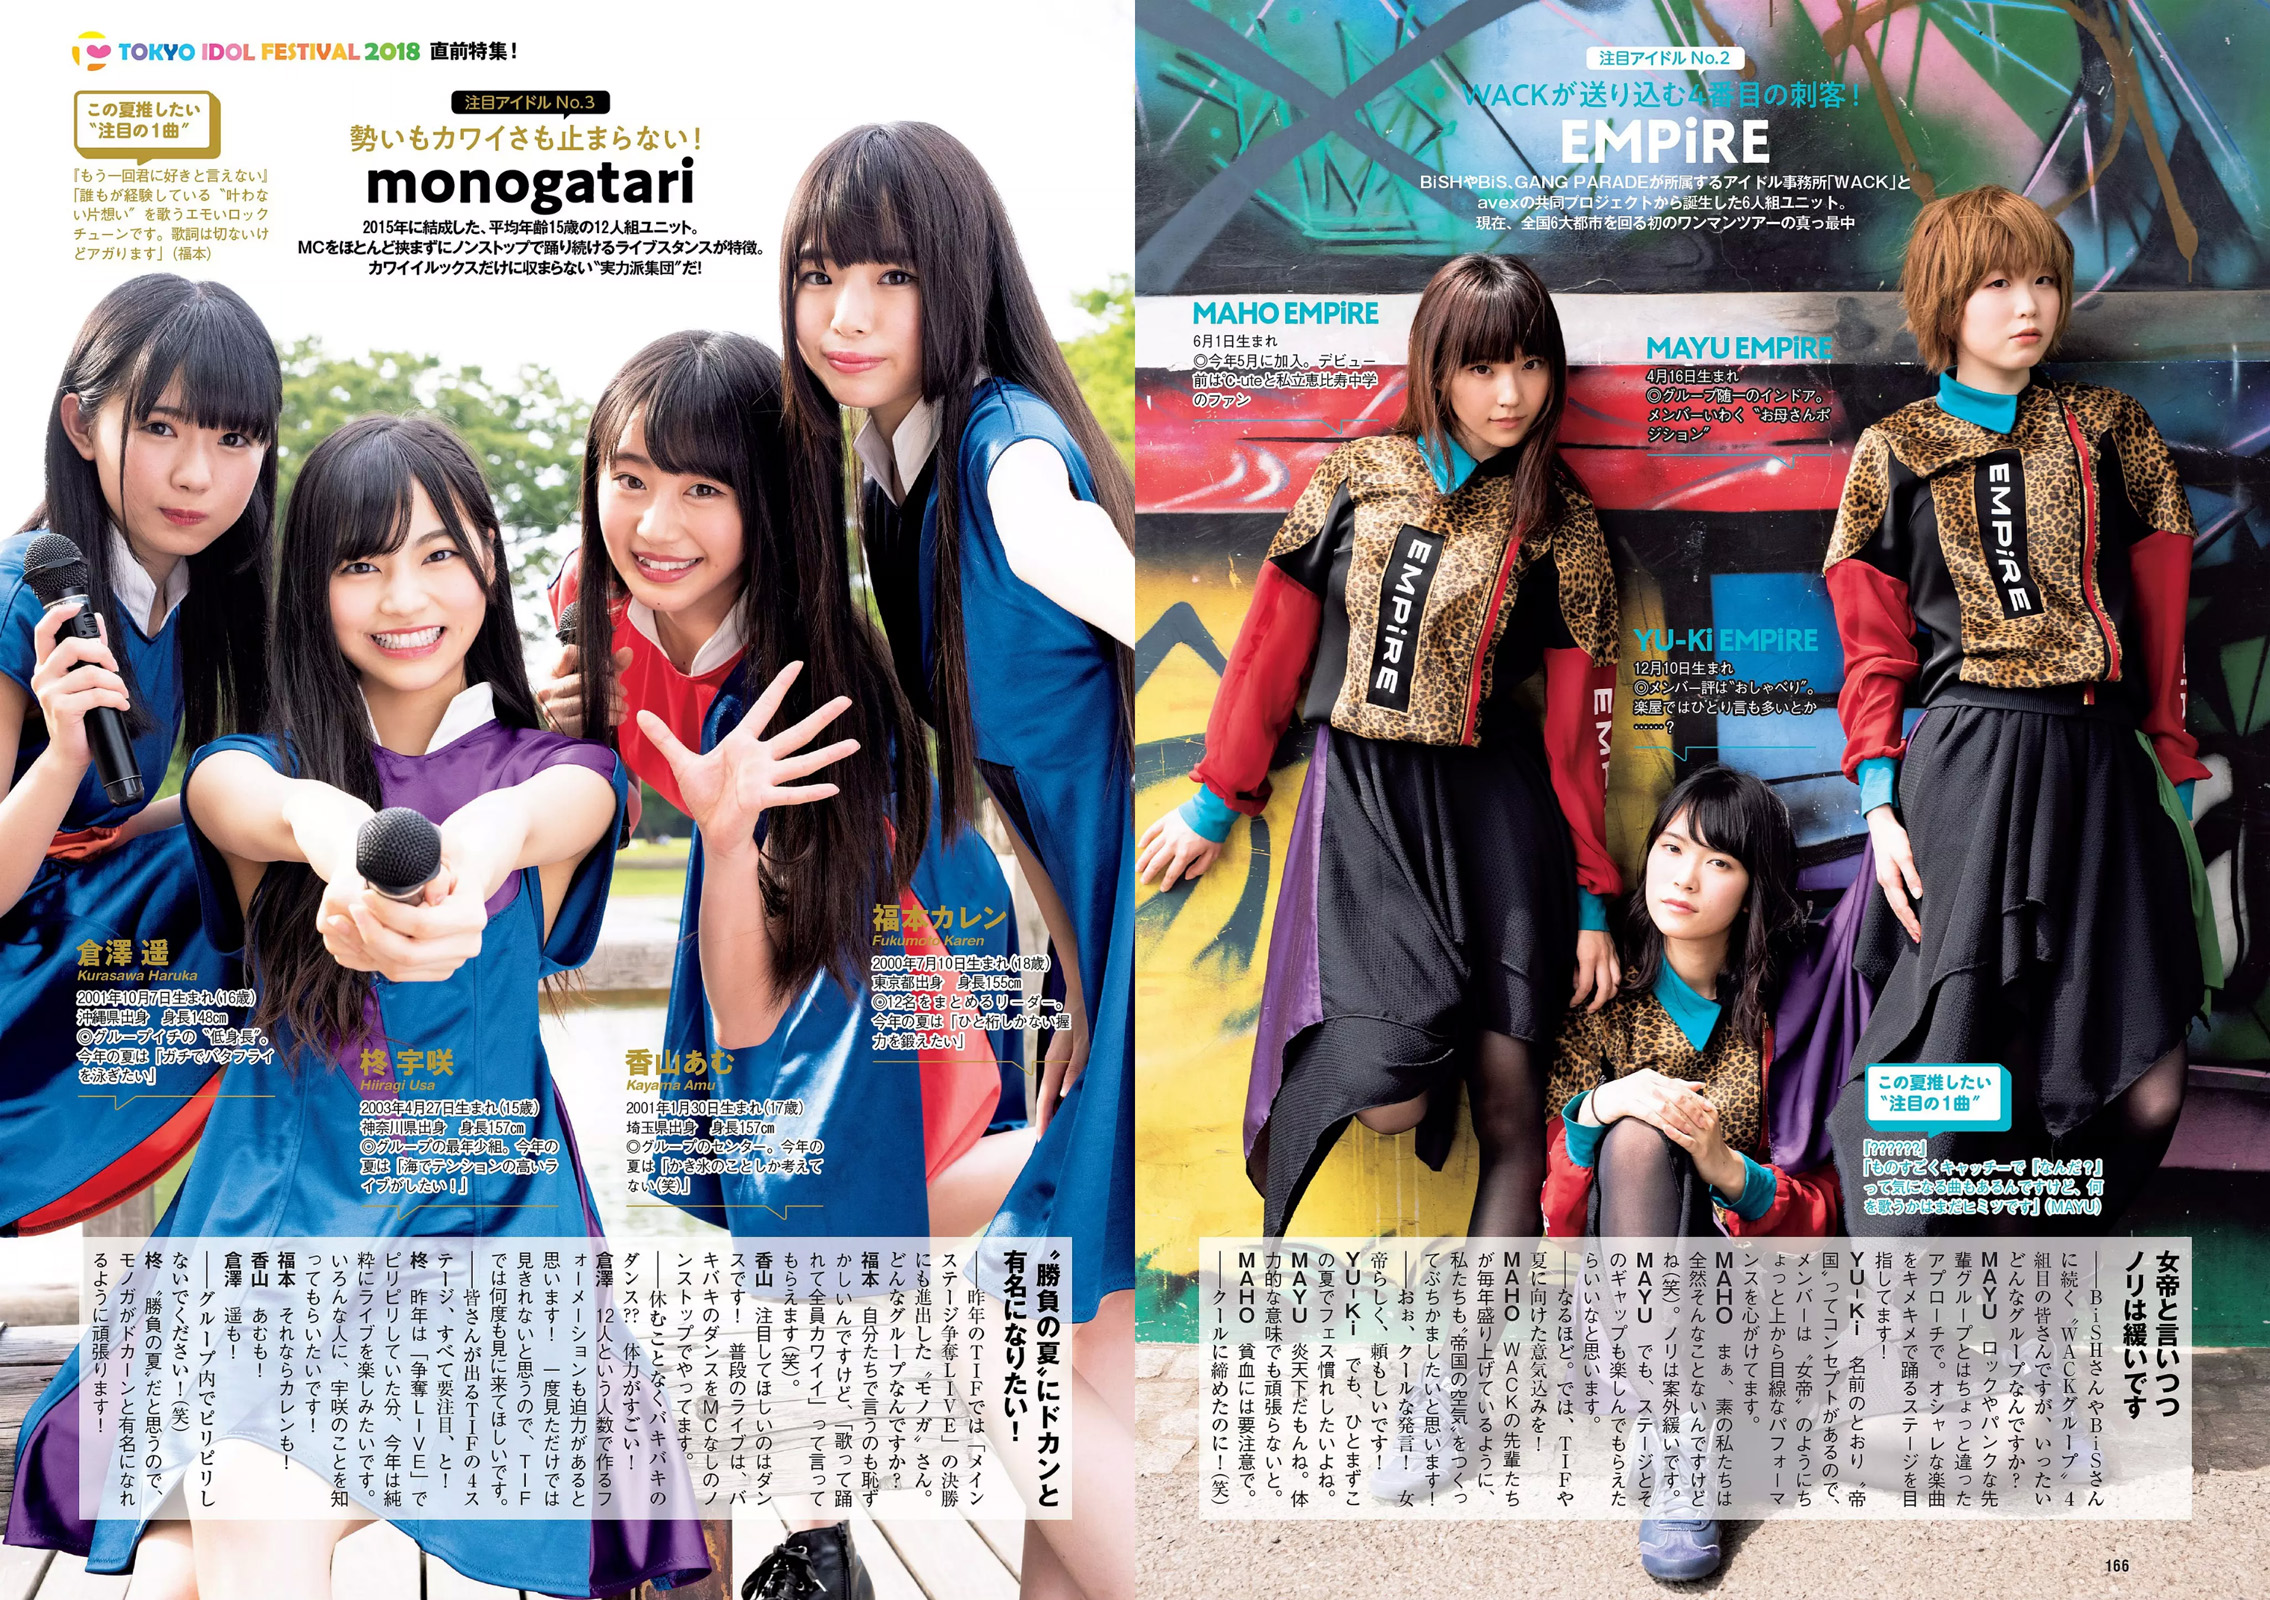 TOKYO IDOL FESTIVAL 2018 直前特集！
この夏推したい
〝注目の1曲〟
『もう一回君に好きと言えない』
「誰もが経験している〝叶わな
い片想い〟を歌うエモいロック
チューンです。歌詞は切ないけ
どアガります」（福本）
注目アイドル No.3
勢いもカワイさも止まらない！
monogatari
2015年に結成した、平均年齢15歳の12人組ユニット。
MCをほとんど挟まずにノンストップで踊り続けるライブスタンスが特徴。
カワイイルックスだけに収まらない〝実力派集団〟だ！
倉澤 遥
Kurasawa Haruka
2001年10月7日生まれ（16歳）
沖縄県出身　身長148㎝
◎グループイチの〝低身長〟。
今年の夏は「ガチでバタフライ
を泳ぎたい」
柊 宇咲
Hiiragi Usa
2003年4月27日生まれ（15歳）
神奈川県出身　身長157㎝
◎グループの最年少組。今年の
夏は「海でテンションの高いラ
イブがしたい！」
香山あむ
Kayama Amu
2001年1月30日生まれ（17歳）
埼玉県出身　身長157㎝
◎グループのセンター。今年の
夏は「かき氷のことしか考えて
ない（笑）」
福本カレン
Fukumoto Karen
2000年7月10日生まれ（18歳）
東京都出身　身長155㎝
◎12名をまとめるリーダー。
今年の夏は「ひと桁しかない握
力を鍛えたい」
〝勝負の夏〟にドカンと
有名になりたい！
――昨年のTIFでは「メイン
ステージ争奪LIVE」の決勝
にも進出した〝モノガ〟さん。
どんなグループなんですか？
福本　自分たちで言うのも恥ず
かしいんですけど、「歌って踊
れて全員カワイイ」って言って
もらえます（笑）。
香山　注目してほしいのはダン
スです！　普段のライブは、バ
キバキのダンスをMCなしのノ
ンストップでやってます。
――休むことなくバキバキの
ダンス??　体力がすごい！
倉澤　12人という人数で作るフ
ォーメーションも迫力があると
思います！　一度見ただけでは
見きれないと思うので、TIF
では何度も見に来てほしいです。
――皆さんが出るTIFの4ス
テージ、すべて要注目、と！
柊　昨年は「争奪LIVE」で
ピリピリしていた分、今年は純
粋にライブを楽しみたいです。
いろんな人に、宇咲のことを知
ってもらいたいです！
福本　それならカレンも！
香山　あむも！
倉澤　遥も！
――グループ内でピリピリし
ないでください！（笑）
柊　〝勝負の夏〟だと思うので、
モノガがドカーンと有名になれ
るように頑張ります！
注目アイドル No.2
WACKが送り込む4番目の刺客！
EMPiRE
BiSHやBiS、GANG PARADEが所属するアイドル事務所「WACK」と
avexの共同プロジェクトから誕生した6人組ユニット。
現在、全国6大都市を回る初のワンマンツアーの真っ最中
MAHO EMPiRE
6月1日生まれ
◎今年5月に加入。デビュー
前は℃-uteと私立恵比寿中学
のファン
MAYU EMPiRE
4月16日生まれ
◎グループ随一のインドア。
メンバーいわく〝お母さんポ
ジション〟
YU-Ki EMPiRE
12月10日生まれ
◎メンバー評は〝おしゃべり〟。
楽屋ではひとり言も多いとか
……？
EMPiRE
EMPiRE
EMP
この夏推したい
〝注目の1曲〟
『??????』
「ものすごくキャッチーで『なんだ？』
って気になる曲もあるんですけど、何
を歌うかはまだヒミツです」（MAYU）
女帝と言いつつ
ノリは緩いです
――BiSHさんやBiSさん
に続く〝WACKグループ〟4
組目の皆さんですが、いったい
どんなグループなんですか？
MAYU　ロックやパンクな先
輩グループとはちょっと違った
アプローチで。オシャレな楽曲
をキメキメで踊るステージを目
指してます！
YU-Ki　名前のとおり〝帝
国〟ってコンセプトがあるので、
メンバーは〝女帝〟のようにち
ょっと上から目線なパフォーマ
ンスを心がけてます。
MAHO　まぁ、素の私たちは
全然そんなことないんですけど
ね（笑）。ノリは案外緩いです。
MAYU　でも、ステージとそ
のギャップも楽しんでもらえた
らいいなと思います。
――なるほど。では、TIFや
夏に向けた意気込みを！
MAHO　WACKの先輩たち
が毎年盛り上げているように、
私たちも〝帝国の空気〟をつくっ
てぶちかましたいと思います！
――おぉ、クールな発言！　女
帝らしく、頼もしいです！
YU-Ki　でも、ひとまずこ
の夏でフェス慣れしたいよね。
MAYU　炎天下だもんね。体
力的な意味でも頑張らないと。
MAHO　貧血には要注意で。
――クールに締めたのに！（笑）
166